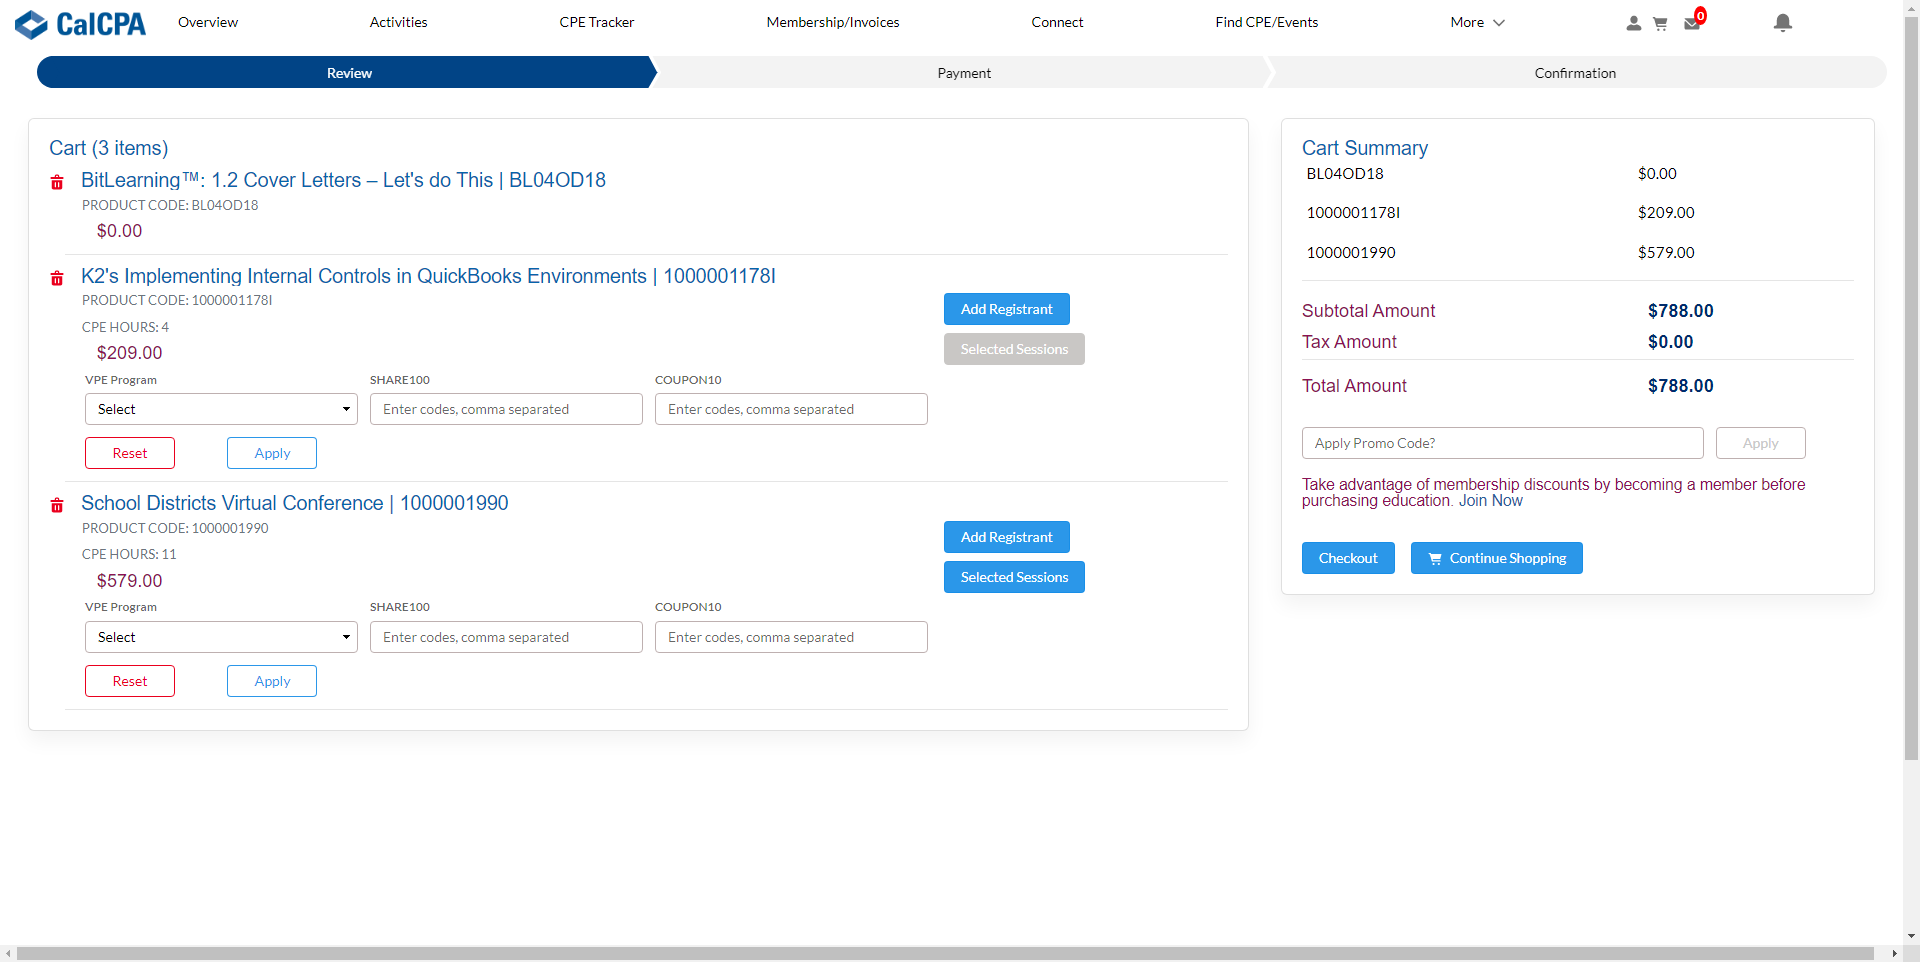 CalCPA
Overview
Activities
CPE Tracker
Membership/Invoices
Connect
Find CPE/Events
More
0
Review
Payment
Confirmation
Cart (3 items)
BitLearning™: 1.2 Cover Letters – Let's do This | BL04OD18
PRODUCT CODE: BL04OD18
$0.00
K2's Implementing Internal Controls in QuickBooks Environments | 1000001178I
PRODUCT CODE: 1000001178I
CPE HOURS: 4
$209.00
Add Registrant
Selected Sessions
VPE Program
SHARE100
COUPON10
Select
Enter codes, comma separated
Enter codes, comma separated
Reset
Apply
School Districts Virtual Conference | 1000001990
PRODUCT CODE: 1000001990
CPE HOURS: 11
$579.00
Add Registrant
Selected Sessions
VPE Program
SHARE100
COUPON10
Select
Enter codes, comma separated
Enter codes, comma separated
Reset
Apply
Cart Summary
BL04OD18 $0.00
1000001178I $209.00
1000001990 $579.00
Subtotal Amount $788.00
Tax Amount $0.00
Total Amount $788.00
Apply Promo Code?
Apply
Take advantage of membership discounts by becoming a member before
purchasing education. Join Now
Checkout
Continue Shopping